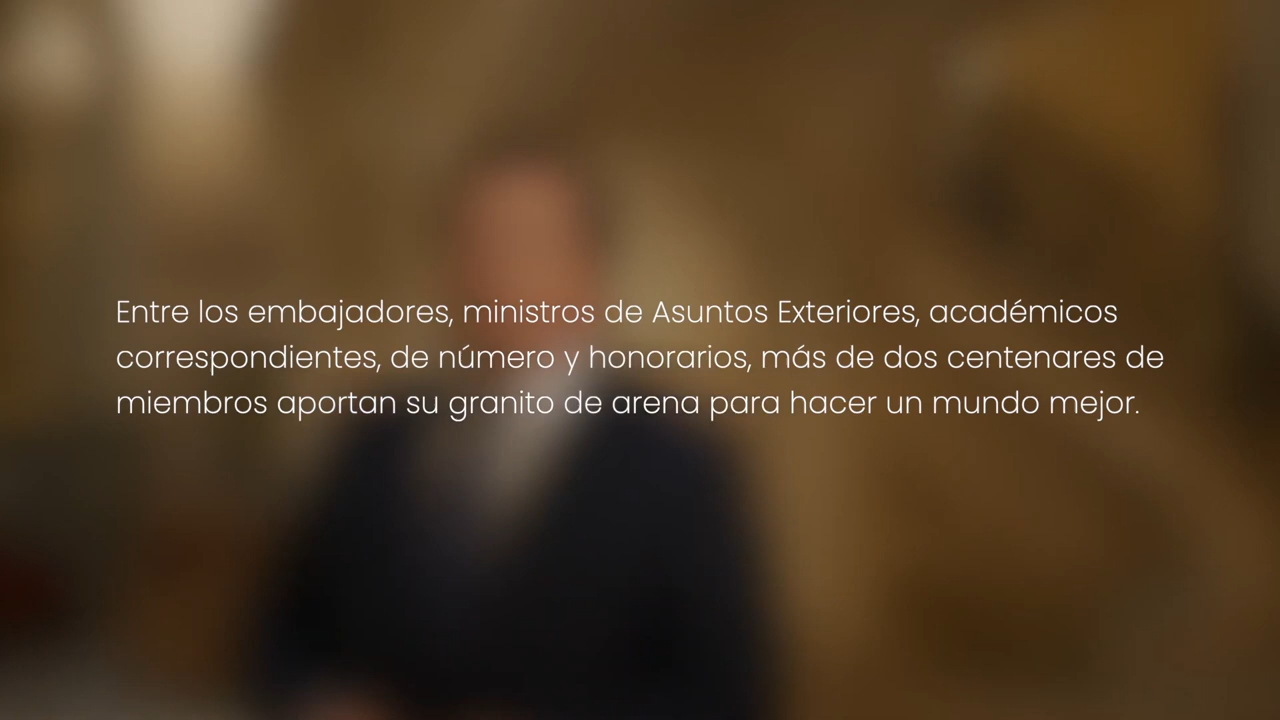 Entre los embajadores, ministros de Asuntos Exteriores, académicos
correspondientes, de número y honorarios, más de dos centenares de
miembros aportan su granito de arena para hacer un mundo mejor.